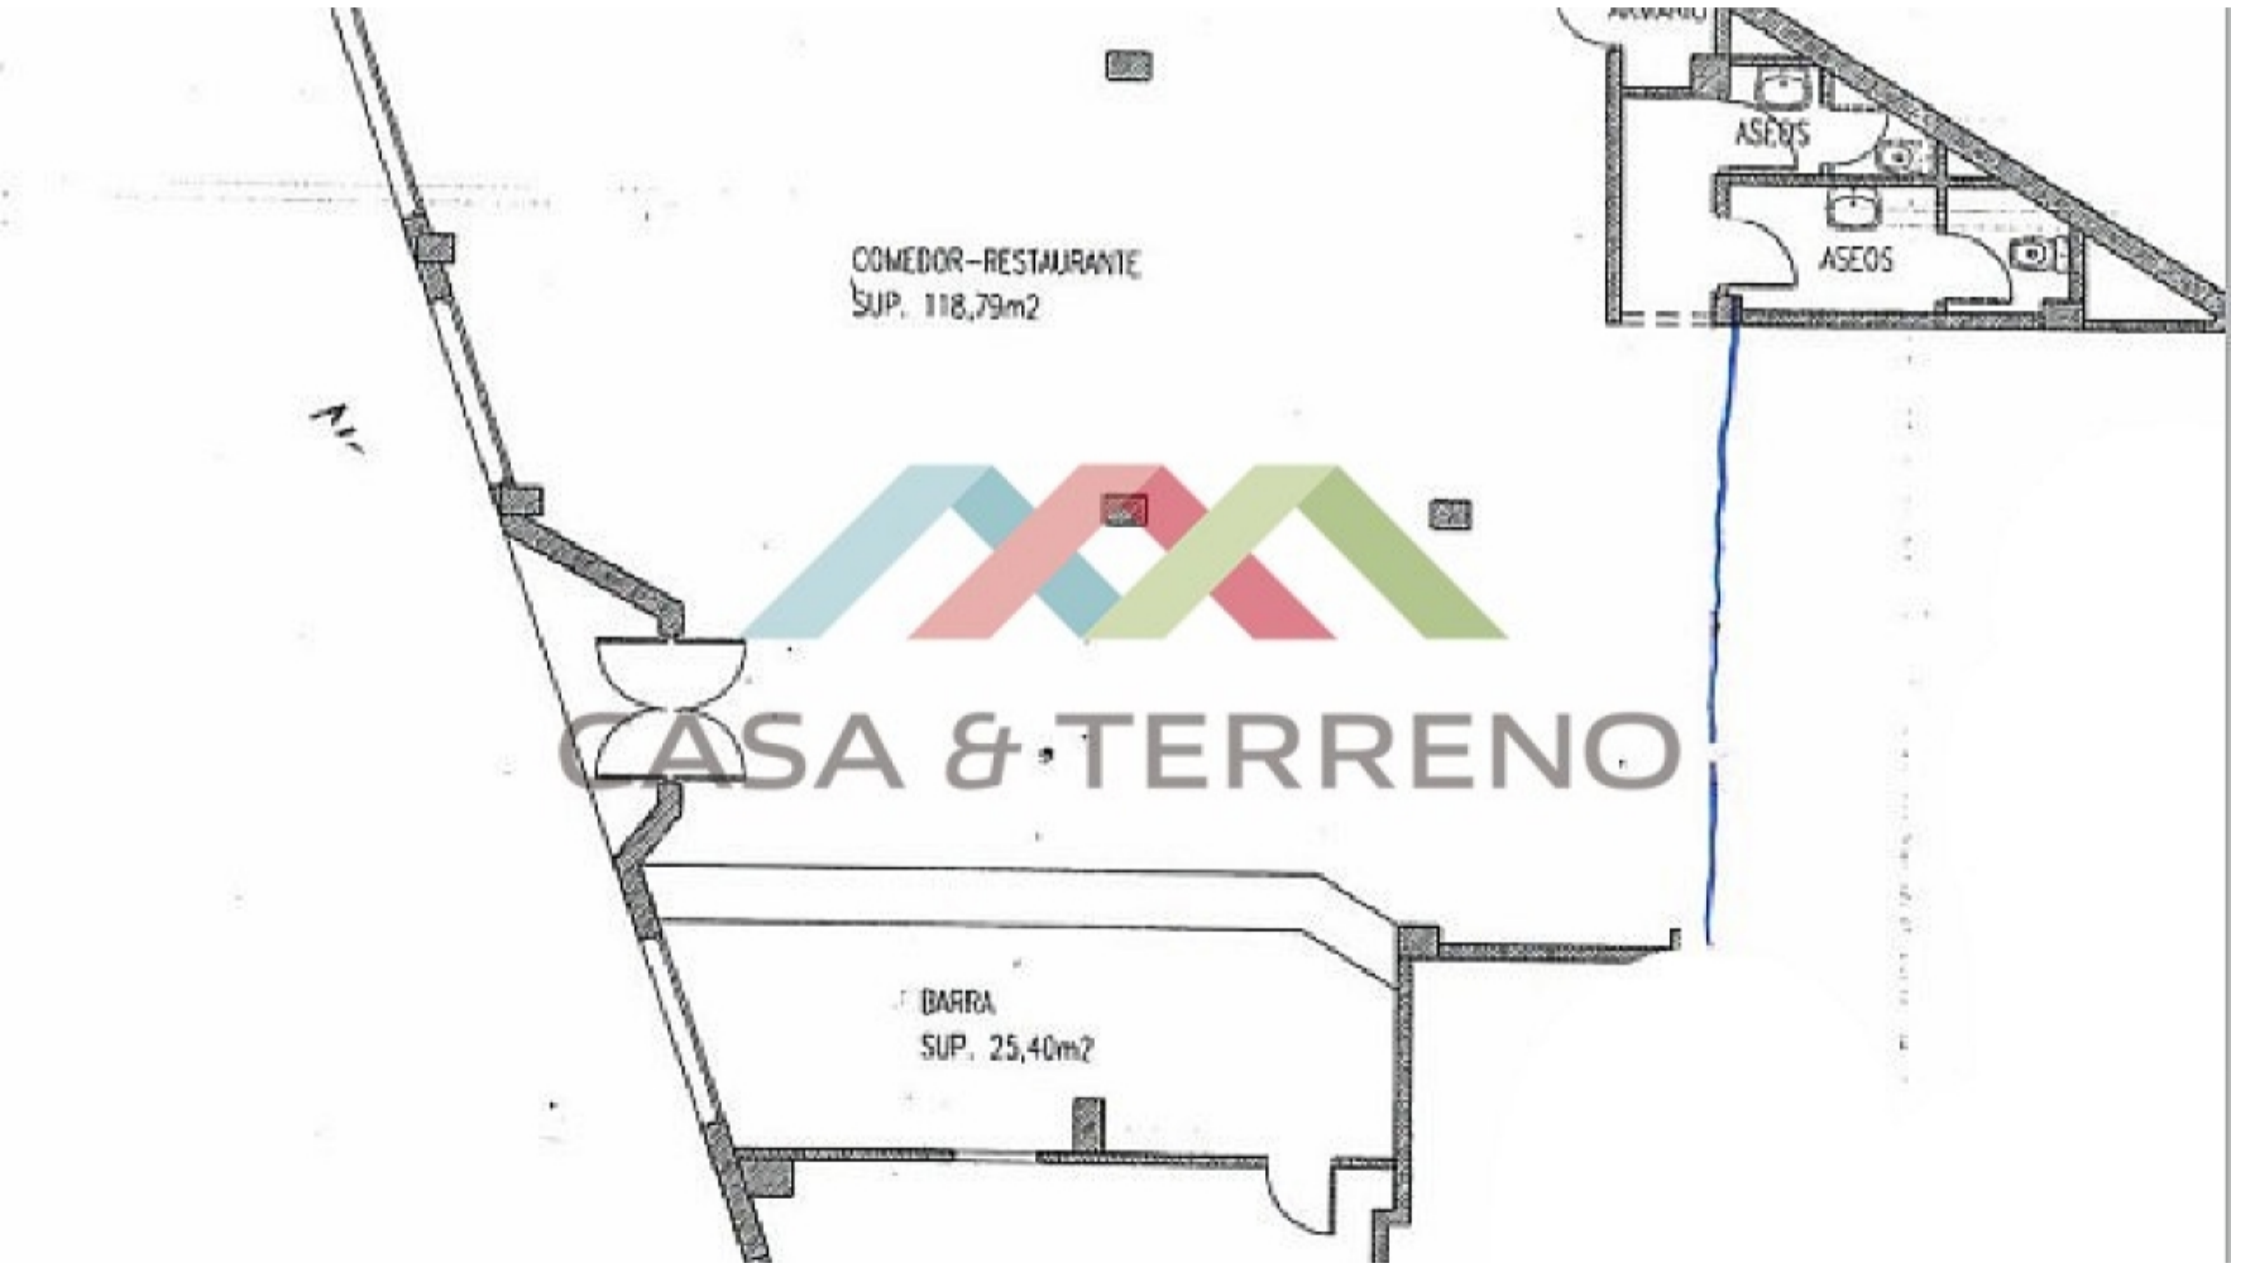 ARMARIO
ASEOS
COMEDOR-RESTAURANTE
SUP. 118,79m2
ASEOS
CASA & TERRENO
BARRA
SUP. 25,40m2